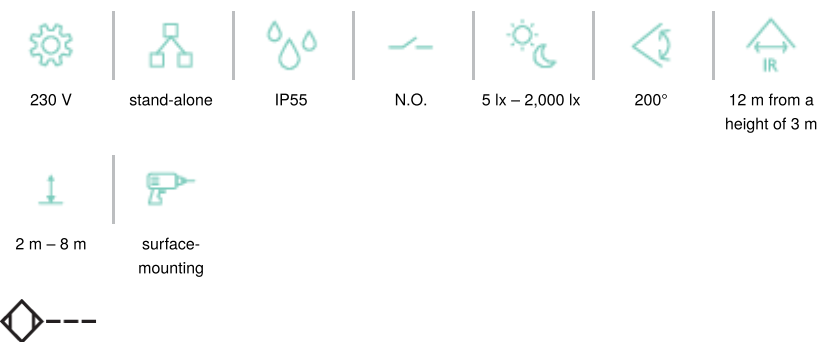 230 V
stand-alone
IP55
N.O.
5 lx – 2,000 lx
200°
IR
12 m from a
height of 3 m
2 m – 8 m
surface-
mounting